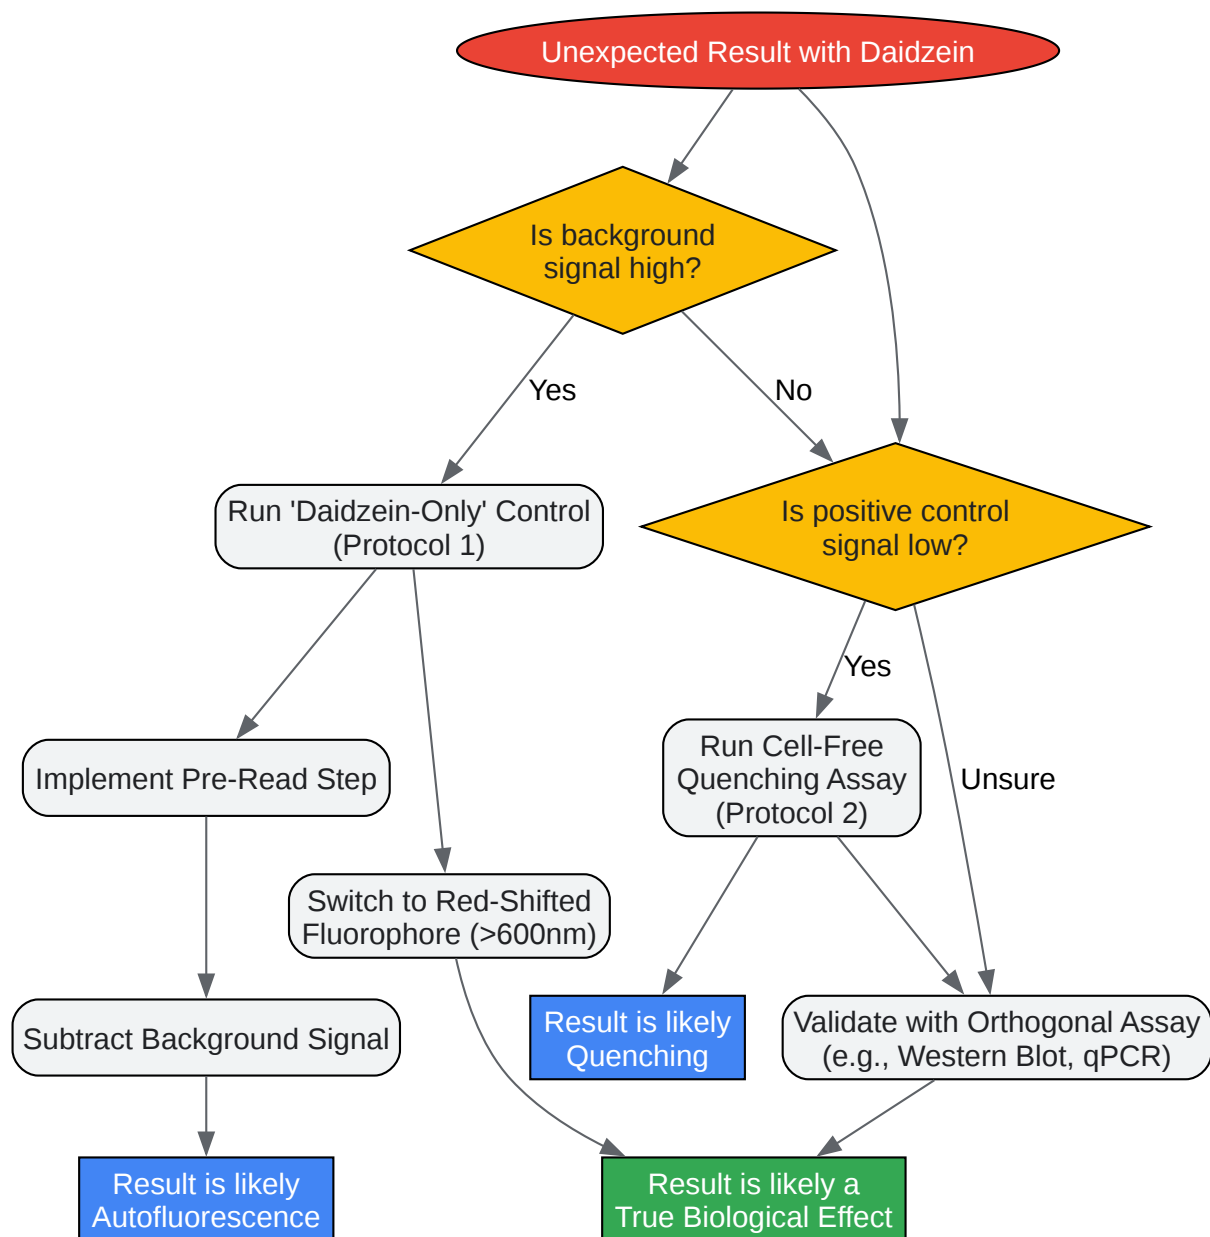 Unexpected Result with Daidzein
Is background
signal high?
Yes
No
Run 'Daidzein-Only' Control
(Protocol 1)
Is positive control
signal low?
Yes
Unsure
Implement Pre-Read Step
Run Cell-Free
Quenching Assay
(Protocol 2)
Switch to Red-Shifted
Fluorophore (>600nm)
Subtract Background Signal
Result is likely
Quenching
Validate with Orthogonal Assay
(e.g., Western Blot, qPCR)
Result is likely
Autofluorescence
Result is likely a
True Biological Effect